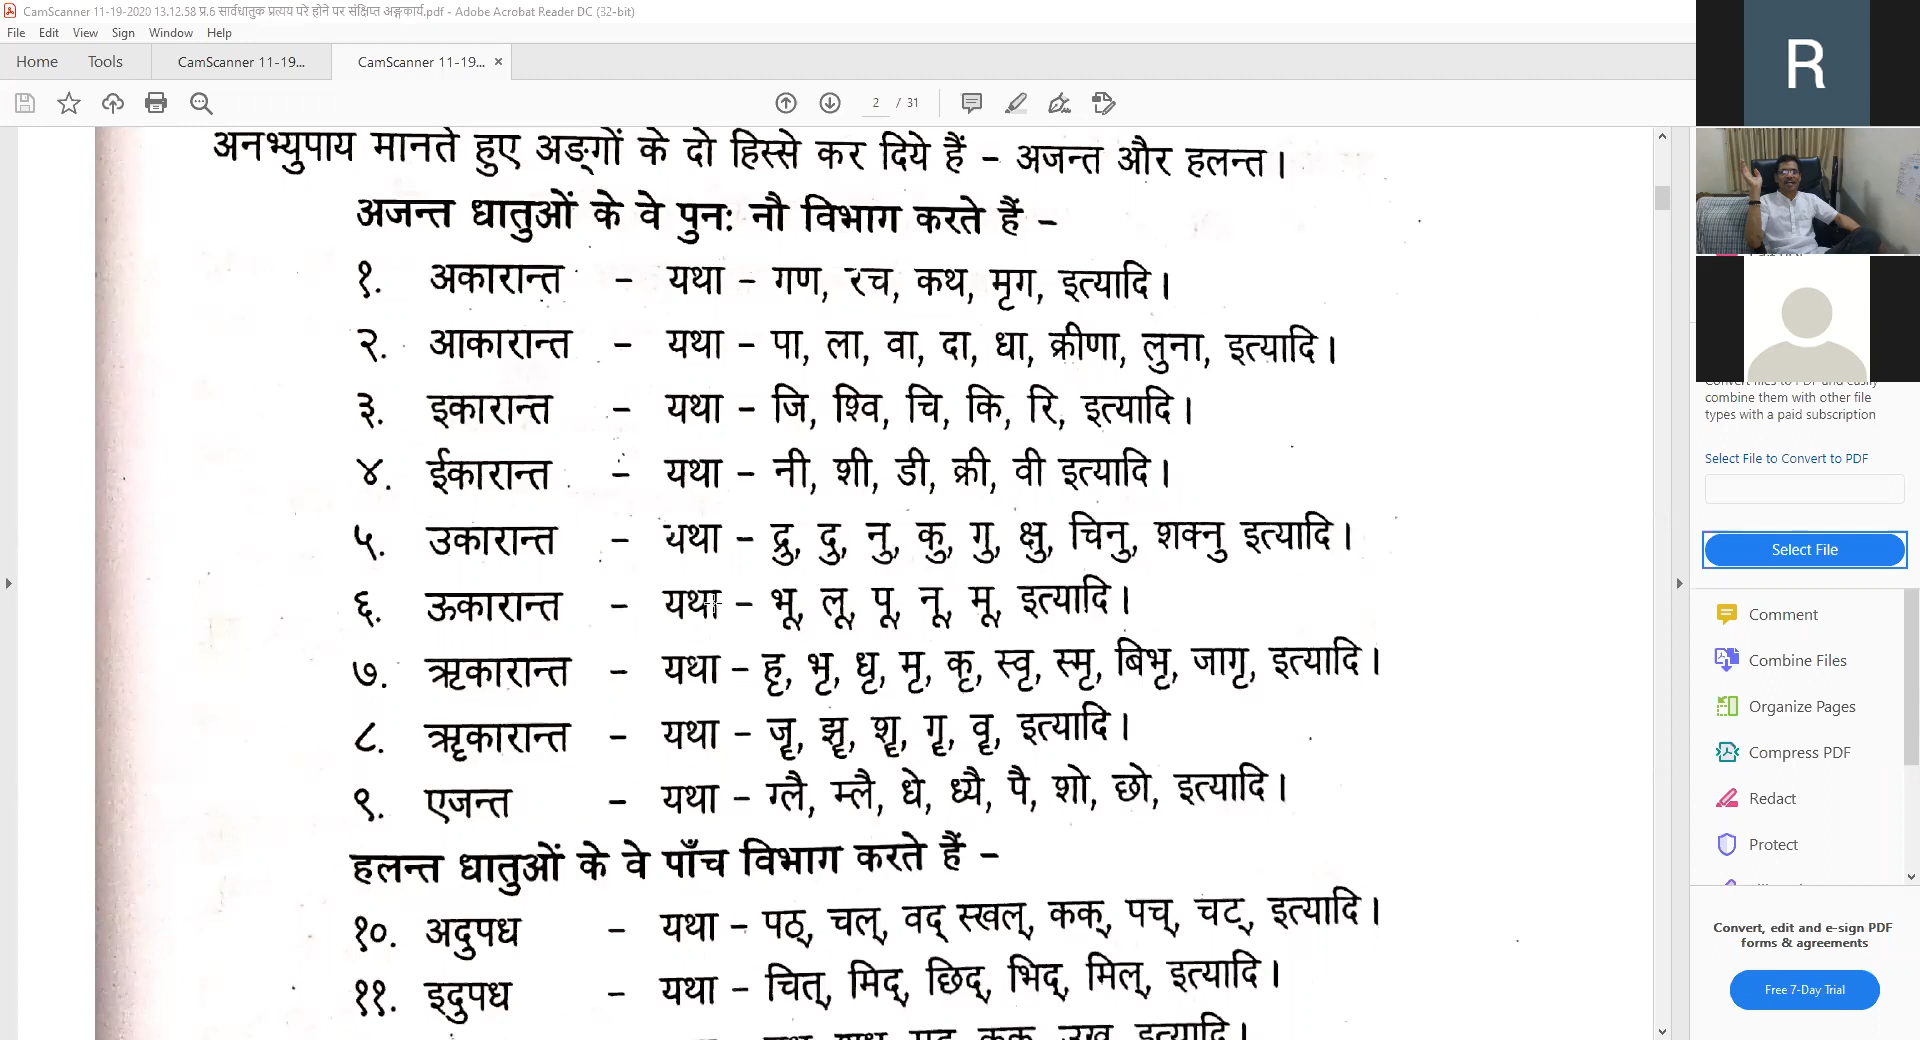 CamScanner 11-19-2020 13.12.58 प्र.6 सार्वधातुक प्रत्यय परे होने पर संक्षिप्त अङ्गकार्य.pdf - Adobe Acrobat Reader DC (32-bit)
File Edit View Sign Window Help
Home Tools CamScanner 11-19... CamScanner 11-19... ×
2 / 31
R
अनभ्युपाय मानते हुए अङ्गों के दो हिस्से कर दिये हैं - अजन्त और हलन्त।
अजन्त धातुओं के वे पुनः नौ विभाग करते हैं -
१. अकारान्त - यथा - गण, रच, कथ, मृग, इत्यादि।
२. आकारान्त - यथा - पा, ला, वा, दा, धा, क्रीणा, लुना, इत्यादि।
३. इकारान्त - यथा - जि, श्वि, चि, कि, रि, इत्यादि।
४. ईकारान्त - यथा - नी, शी, डी, क्री, वी इत्यादि।
५. उकारान्त - यथा - द्रु, दु, नु, कु, गु, क्षु, चिनु, शक्नु इत्यादि।
६. ऊकारान्त - यथा - भू, लू, पू, नू, मू, इत्यादि।
७. ऋकारान्त - यथा - हृ, भृ, धृ, मृ, कृ, स्वृ, स्मृ, बिभृ, जागृ, इत्यादि।
८. ॠकारान्त - यथा - जॄ, झॄ, शॄ, गॄ, वॄ, इत्यादि।
९. एजन्त - यथा - ग्लै, म्लै, धे, ध्यै, पै, शो, छो, इत्यादि।
हलन्त धातुओं के वे पाँच विभाग करते हैं -
१०. अदुपध - यथा - पठ्, चल्, वद् स्खल्, कक्, पच्, चट्, इत्यादि।
११. इदुपध - यथा - चित्, मिद्, छिद्, भिद्, मिल्, इत्यादि।
Convert files to PDF and easily
combine them with other file
types with a paid subscription
Select File to Convert to PDF
Select File
Comment
Combine Files
Organize Pages
Compress PDF
Redact
Protect
Convert, edit and e-sign PDF
forms & agreements
Free 7-Day Trial